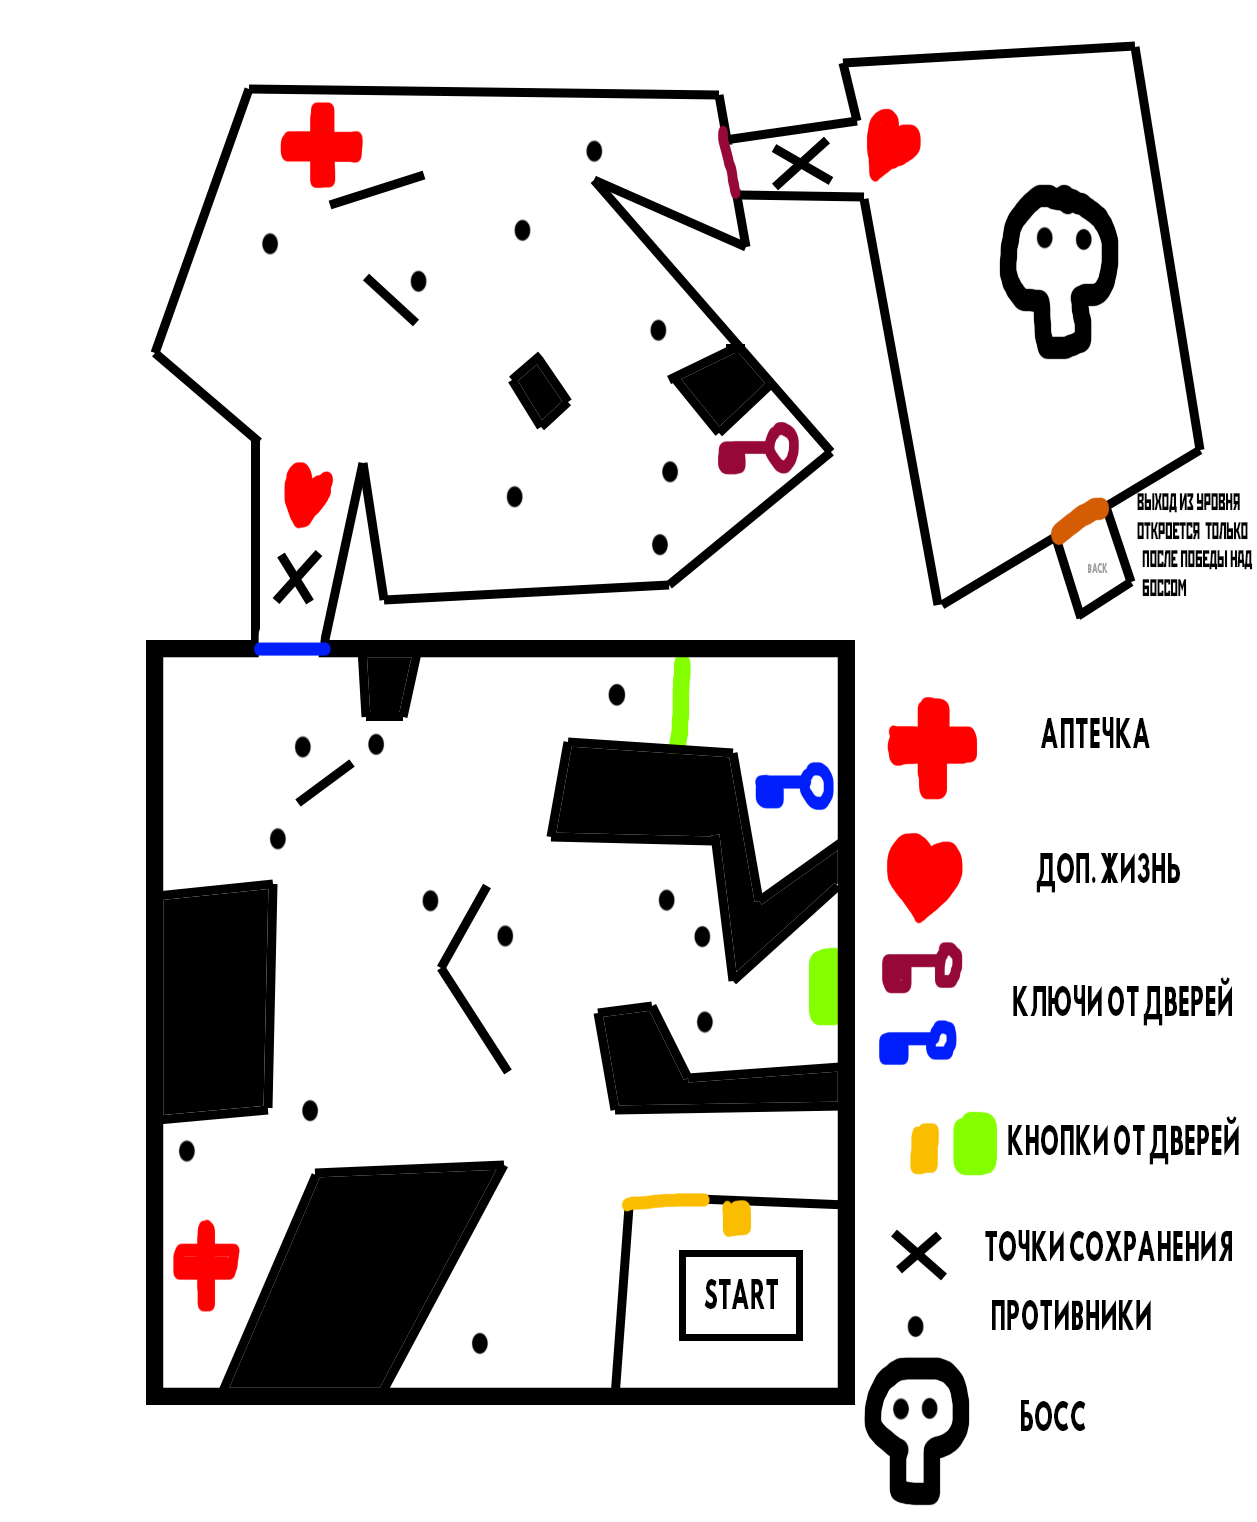 ВЫХОД ИЗ УРОВНЯ
ОТКРОЕТСЯ ТОЛЬКО
ПОСЛЕ ПОБЕДЫ НАД
БОССОМ
BACK
АПТЕЧКА
ДОП. ЖИЗНЬ
КЛЮЧИ ОТ ДВЕРЕЙ
КНОПКИ ОТ ДВЕРЕЙ
ТОЧКИ СОХРАНЕНИЯ
START
ПРОТИВНИКИ
БОСС